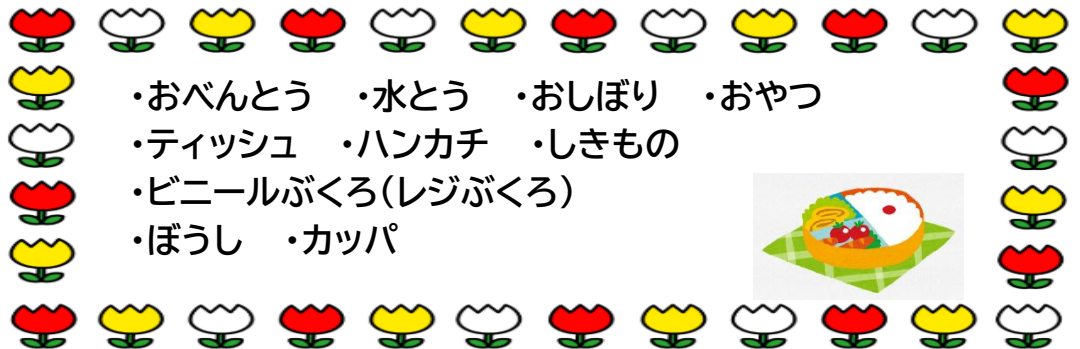 ・おべんとう　・水とう　・おしぼり　・おやつ
・ティッシュ　・ハンカチ　・しきもの
・ビニールぶくろ(レジぶくろ)
・ぼうし　・カッパ